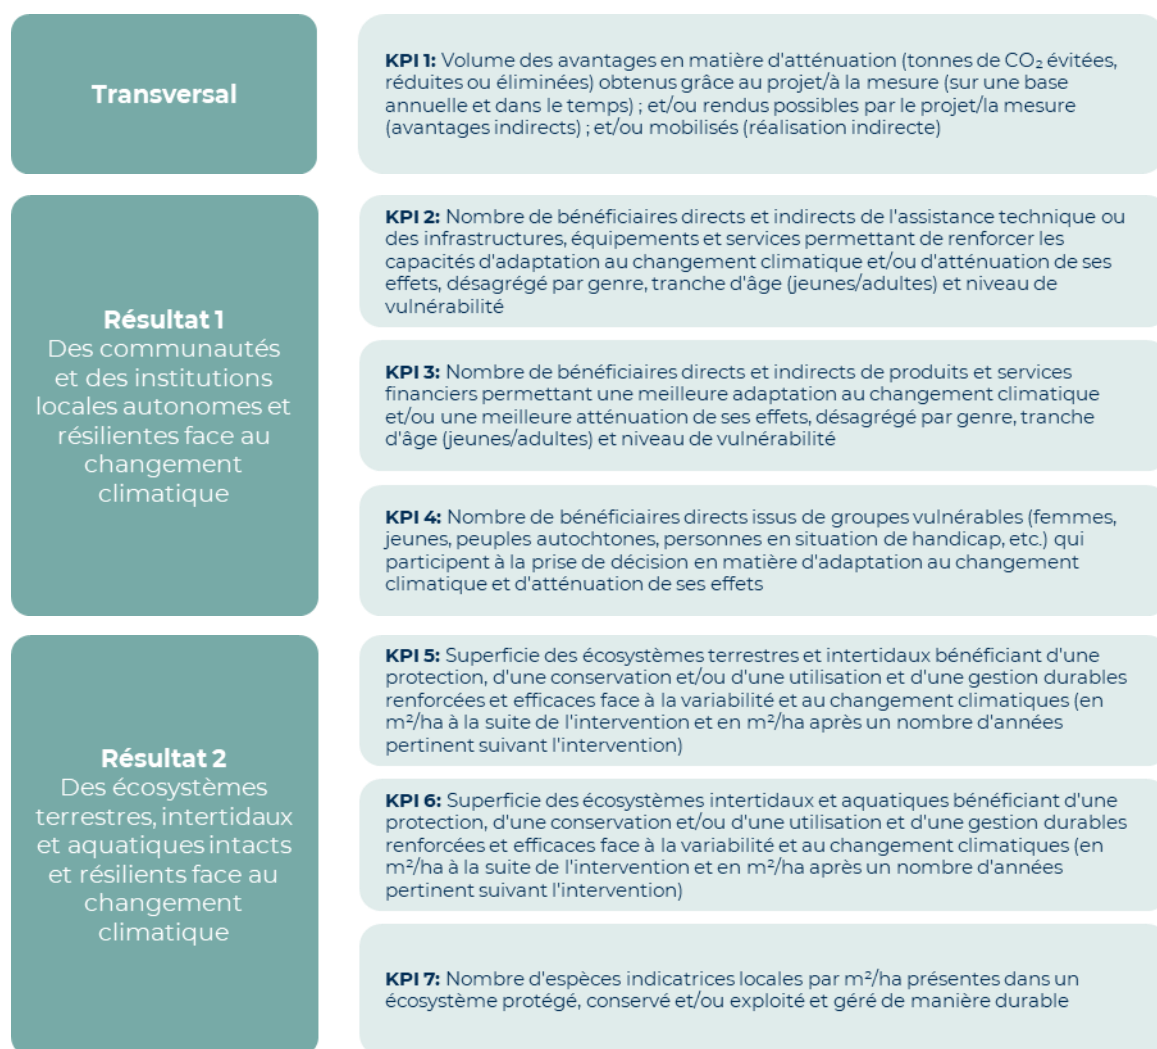 Transversal
KPI 1: Volume des avantages en matière d'atténuation (tonnes de CO₂ évitées,
réduites ou éliminées) obtenus grâce au projet/à la mesure (sur une base
annuelle et dans le temps) ; et/ou rendus possibles par le projet/la mesure
(avantages indirects) ; et/ou mobilisés (réalisation indirecte)
Résultat 1
Des communautés
et des institutions
locales autonomes et
résilientes face au
changement
climatique
KPI 2: Nombre de bénéficiaires directs et indirects de l'assistance technique ou
des infrastructures, équipements et services permettant de renforcer les
capacités d'adaptation au changement climatique et/ou d'atténuation de ses
effets, désagrégé par genre, tranche d'âge (jeunes/adultes) et niveau de
vulnérabilité
KPI 3: Nombre de bénéficiaires directs et indirects de produits et services
financiers permettant une meilleure adaptation au changement climatique
et/ou une meilleure atténuation de ses effets, désagrégé par genre, tranche
d'âge (jeunes/adultes) et niveau de vulnérabilité
KPI 4: Nombre de bénéficiaires directs issus de groupes vulnérables (femmes,
jeunes, peuples autochtones, personnes en situation de handicap, etc.) qui
participent à la prise de décision en matière d'adaptation au changement
climatique et d'atténuation de ses effets
Résultat 2
Des écosystèmes
terrestres, intertidaux
et aquatiques intacts
et résilients face au
changement
climatique
KPI 5: Superficie des écosystèmes terrestres et intertidaux bénéficiant d'une
protection, d'une conservation et/ou d'une utilisation et d'une gestion durables
renforcées et efficaces face à la variabilité et au changement climatiques (en
m²/ha à la suite de l'intervention et en m²/ha après un nombre d'années
pertinent suivant l'intervention)
KPI 6: Superficie des écosystèmes intertidaux et aquatiques bénéficiant d'une
protection, d'une conservation et/ou d'une utilisation et d'une gestion durables
renforcées et efficaces face à la variabilité et au changement climatiques (en
m²/ha à la suite de l'intervention et en m²/ha après un nombre d'années
pertinent suivant l'intervention)
KPI 7: Nombre d'espèces indicatrices locales par m²/ha présentes dans un
écosystème protégé, conservé et/ou exploité et géré de manière durable